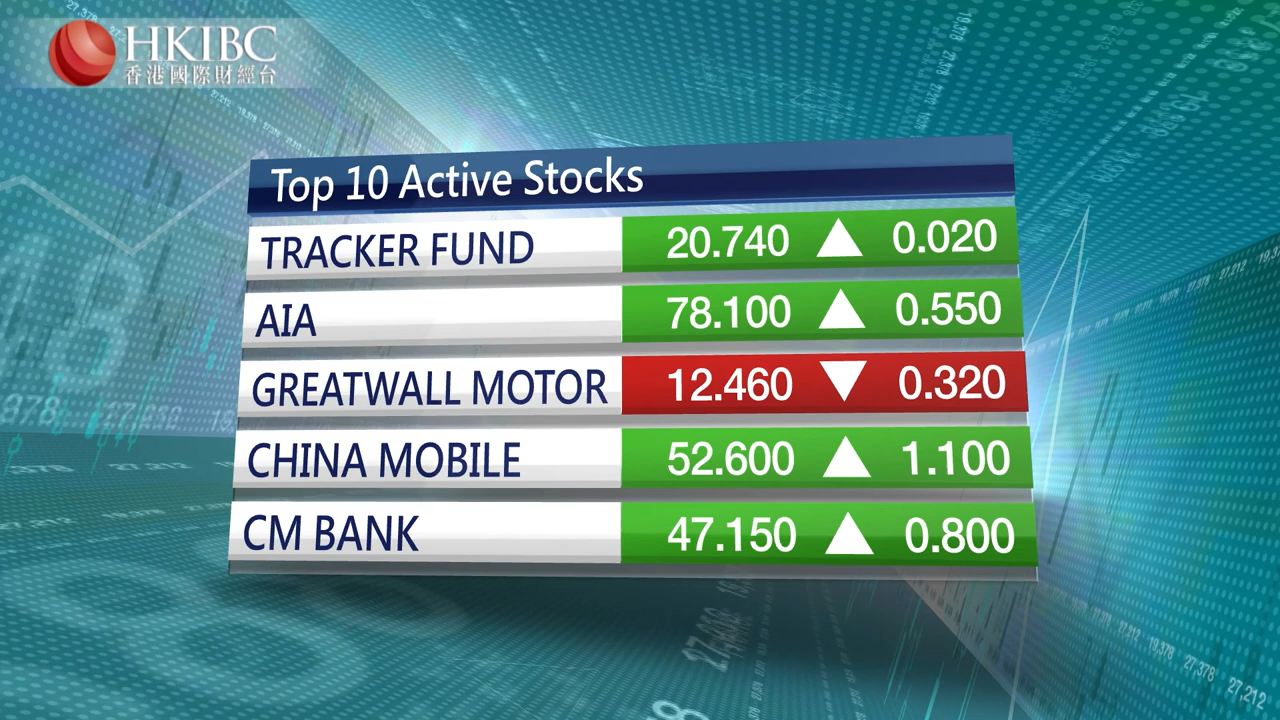 HKIBC
香港國際財經台
Top 10 Active Stocks
TRACKER FUND 20.740 ▲ 0.020
AIA 78.100 ▲ 0.550
GREATWALL MOTOR 12.460 ▼ 0.320
CHINA MOBILE 52.600 ▲ 1.100
CM BANK 47.150 ▲ 0.800